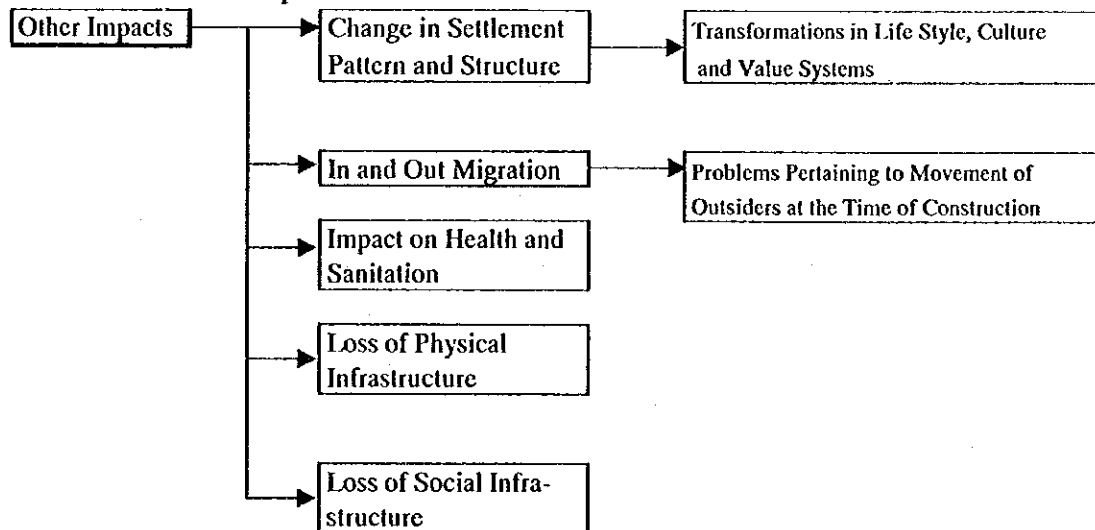 Other Impacts
Change in Settlement
Pattern and Structure
Transformations in Life Style, Culture
and Value Systems
In and Out Migration
Problems Pertaining to Movement of
Outsiders at the Time of Construction
Impact on Health and
Sanitation
Loss of Physical
Infrastructure
Loss of Social Infra-
structure